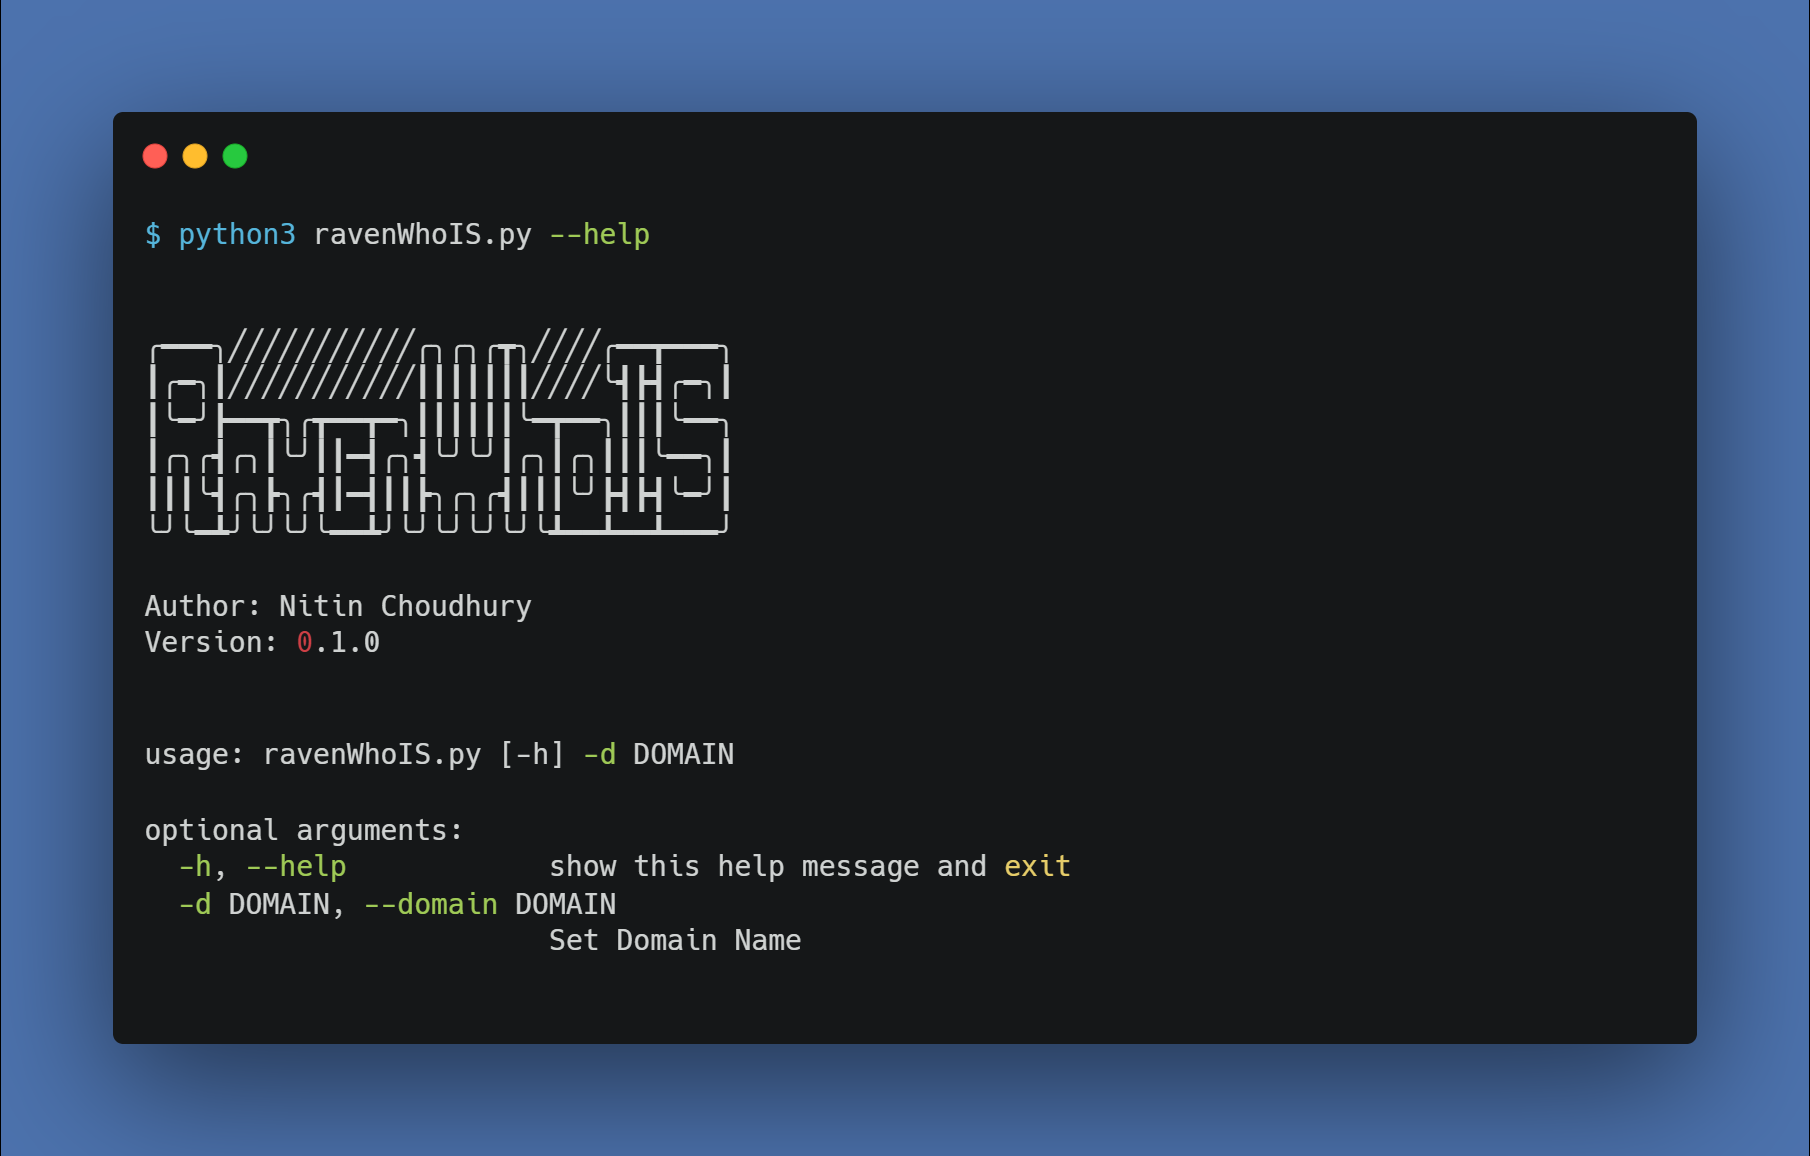 $ python3 ravenWhoIS.py --help
╭━━━╮╱╱╱╱╱╱╱╱╱╱╱╭╮╭╮╭┳╮╱╱╱╱╭━━┳━━━╮
┃╭━╮┃╱╱╱╱╱╱╱╱╱╱╱┃┃┃┃┃┃┃╱╱╱╱╰┫┣┫╭━╮┃
┃╰━╯┣━━┳╮╭┳━━┳━╮┃┃┃┃┃┃╰━┳━━╮┃┃┃╰━━╮
┃╭╮╭┫╭╮┃╰╯┃┃━┫╭╮┫╰╯╰╯┃╭╮┃╭╮┃┃┃╰━━╮┃
┃┃┃╰┫╭╮┣╮╭┫┃━┫┃┃┣╮╭╮╭┫┃┃┃╰╯┣┫┣┫╰━╯┃
╰╯╰━┻╯╰╯╰╯╰━━┻╯╰╯╰╯╰╯╰╯╰┻━━┻━━┻━━━╯
Author: Nitin Choudhury
Version: 0.1.0
usage: ravenWhoIS.py [-h] -d DOMAIN
optional arguments:
  -h, --help            show this help message and exit
  -d DOMAIN, --domain DOMAIN
                        Set Domain Name